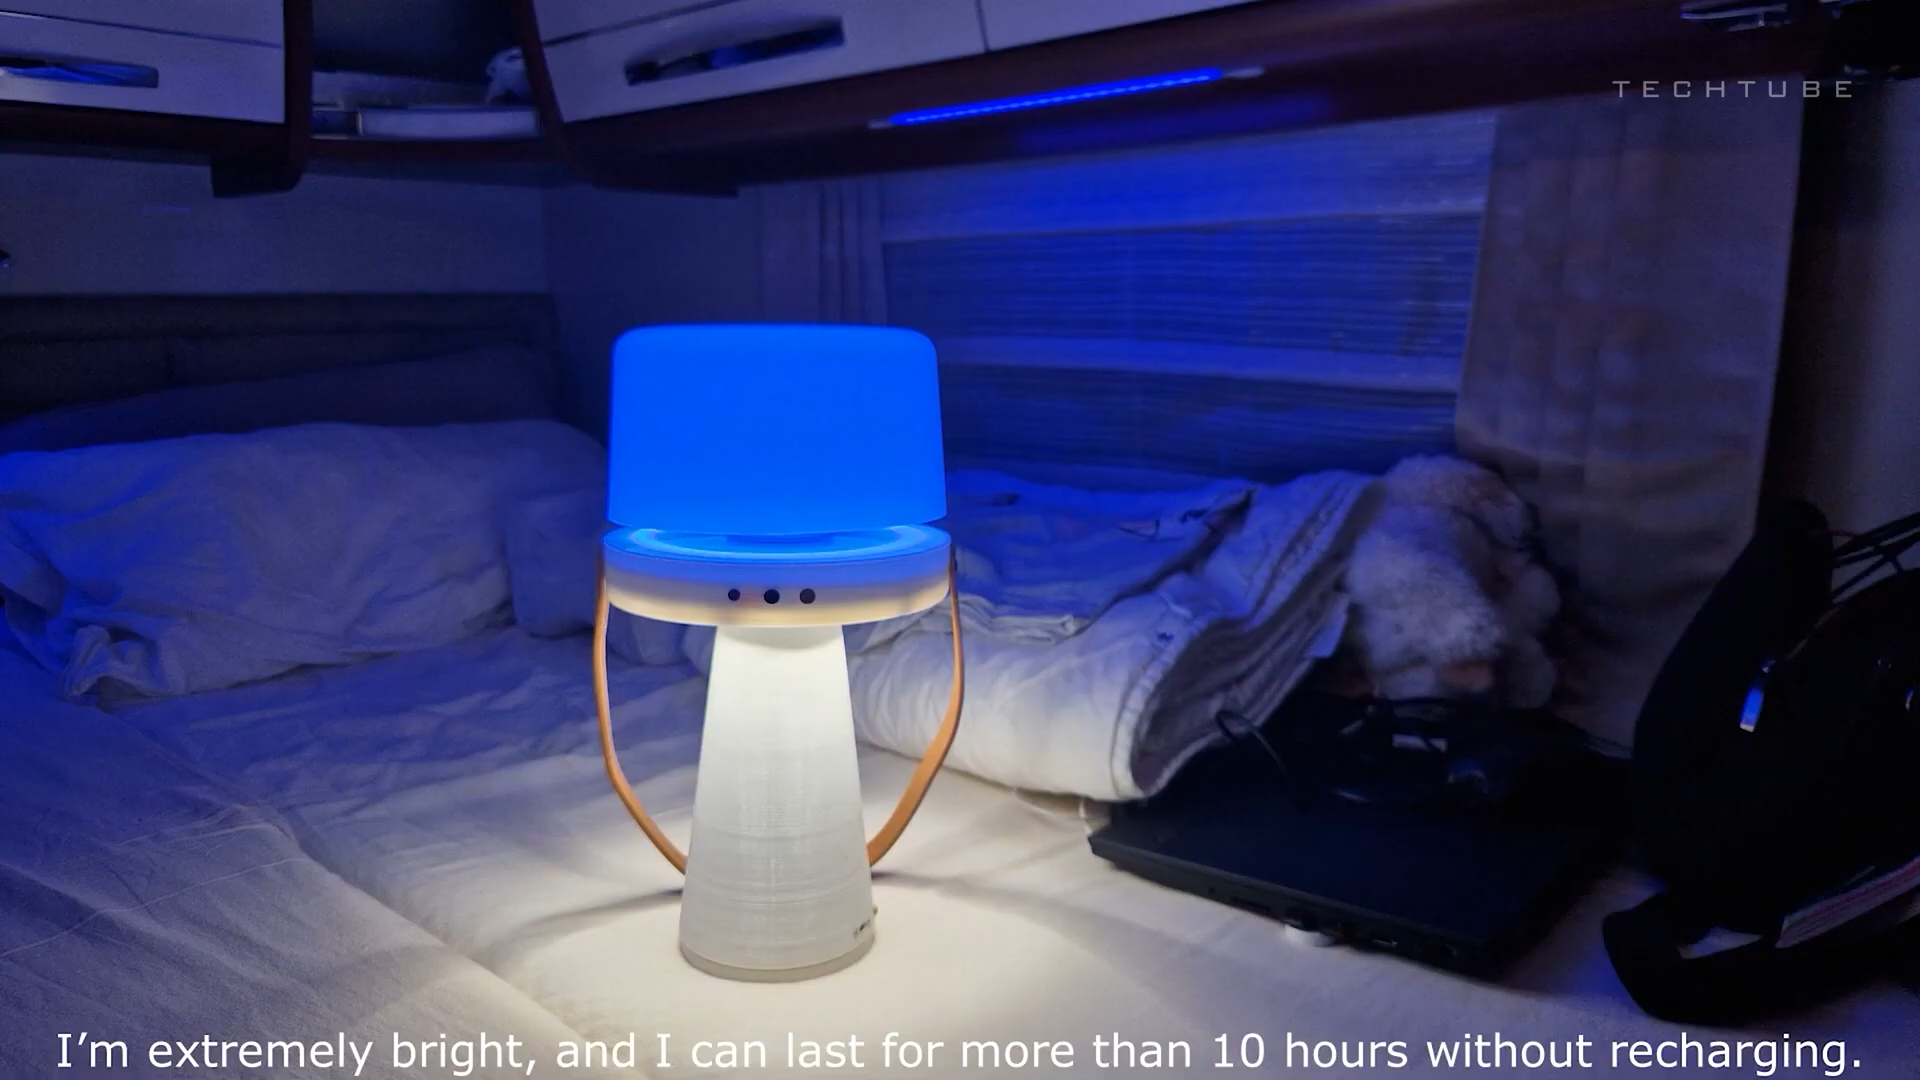 TECHTUBE
I’m extremely bright, and I can last for more than 10 hours without recharging.